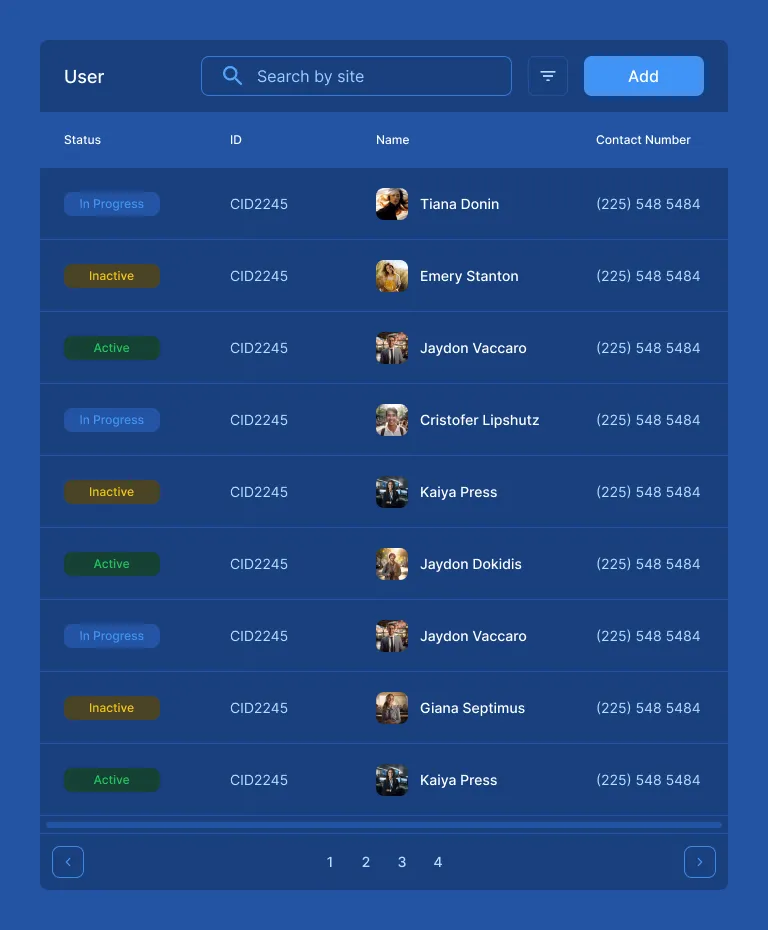 User Search by site Add
Status ID Name Contact Number
In Progress CID2245 Tiana Donin (225) 548 5484
Inactive CID2245 Emery Stanton (225) 548 5484
Active CID2245 Jaydon Vaccaro (225) 548 5484
In Progress CID2245 Cristofer Lipshutz (225) 548 5484
Inactive CID2245 Kaiya Press (225) 548 5484
Active CID2245 Jaydon Dokidis (225) 548 5484
In Progress CID2245 Jaydon Vaccaro (225) 548 5484
Inactive CID2245 Giana Septimus (225) 548 5484
Active CID2245 Kaiya Press (225) 548 5484
1 2 3 4